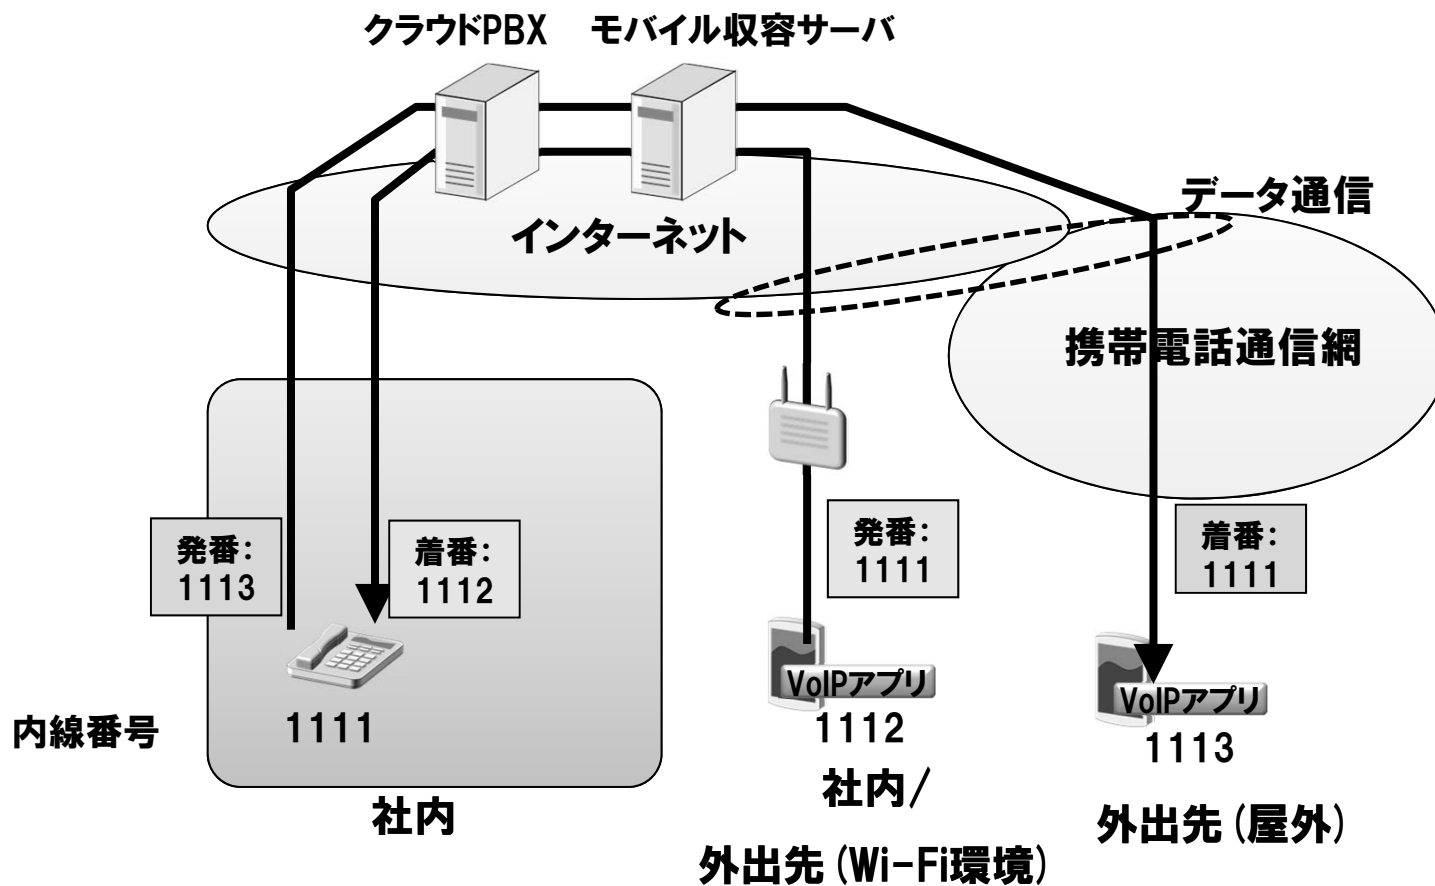 クラウドPBX
モバイル収容サーバ
インターネット
データ通信
携帯電話通信網
発番:
1113
着番:
1112
発番:
1111
着番:
1111
VoIPアプリ
VoIPアプリ
内線番号
1111
1112
1113
社内
社内/
外出先(Wi-Fi環境)
外出先(屋外)